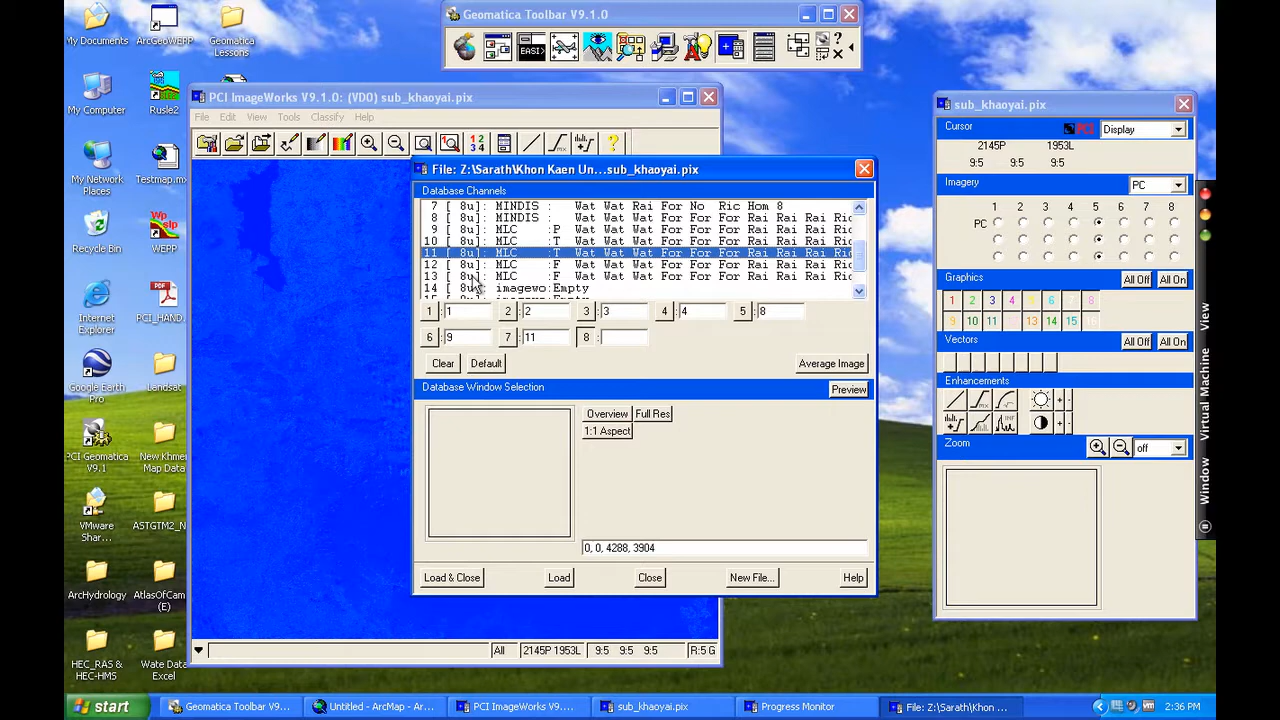 My Documents
ArcGeoWEPP
Geomatica Lessons
My Computer
Rusle2
My Network Places
Testmap.mx...
Recycle Bin
Wp slp
WEPP
Internet Explorer
PCI_HAND...
Google Earth Pro
Landsat
PCI Geomatica V9.1
New Khmer Map Data
VMware Shar...
ASTGTM2_N
ArcHydrology
AtlasOfCam (E)
HEC_RAS & HEC-HMS
Wate Data Excel
Geomatica Toolbar V9.1.0
EASI>
PCI ImageWorks V9.1.0: (VD0) sub_khaoyai.pix
File Edit View Tools Classify Help
All 2145P 1953L 9:5 9:5 9:5 R:5 G
File: Z:\Sarath\Khon Kaen Un...sub_khaoyai.pix
Database Channels
7 [ 8u]: MINDIS : Wat Wat Rai For No Ric Hom 8
8 [ 8u]: MINDIS : Wat Wat Wat For For Rai Rai Rai Ric
9 [ 8u]: MLC :P Wat Wat Wat For For Rai Rai Rai Ric
10 [ 8u]: MLC :T Wat Wat Wat For For For Rai Rai Ric
11 [ 8u]: MLC :T Wat Wat Wat For For For Rai Rai Ric
12 [ 8u]: MLC :F Wat Wat Wat For For Rai Rai Rai Ric
13 [ 8u]: MLC :F Wat Wat Wat For For Rai Rai Rai Ric
14 [ 8u]: imagewo:Empty
1 :1 2 :2 3 :3 4 :4 5 :8
6 :9 7 :11 8 :
Clear Default Average Image
Database Window Selection Preview
Overview Full Res
1:1 Aspect
0, 0, 4288, 3904
Load & Close Load Close New File... Help
sub_khaoyai.pix
Cursor PCI Display
2145P 1953L
9:5 9:5 9:5
Imagery PC
1 2 3 4 5 6 7 8
PC
Graphics All Off All On
1 2 3 4 5 6 7 8
9 10 11 13 14 15
Vectors All Off All On
Enhancements
Zoom off
Window Virtual Machine View
start
Geomatica Toolbar V9...
Untitled - ArcMap - Ar...
PCI ImageWorks V9....
sub_khaoyai.pix
Progress Monitor
File: Z:\Sarath\Khon ...
2:36 PM